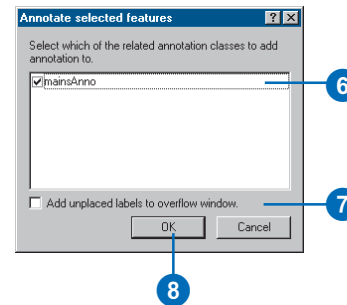 Annotate selected features ? ×
Select which of the related annotation classes to add
annotation to.
mainsAnno
6
Add unplaced labels to overflow window.
7
OK Cancel
8